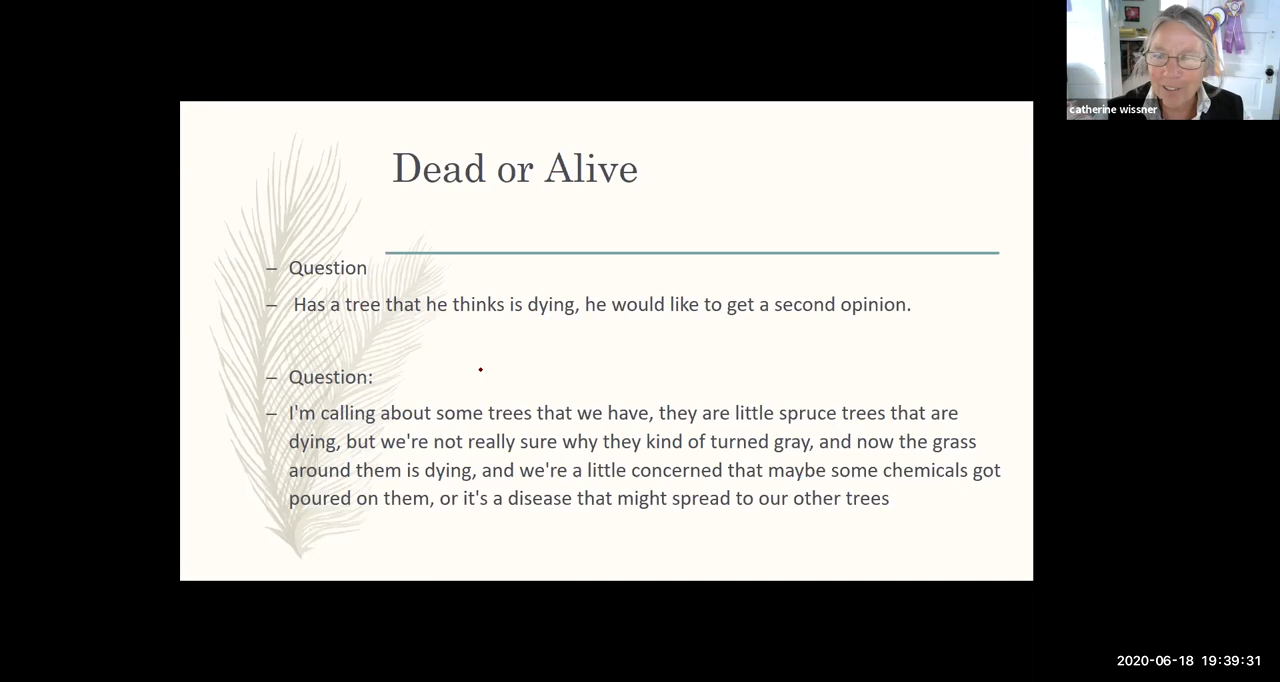 catherine wissner
Dead or Alive
– Question
– Has a tree that he thinks is dying, he would like to get a second opinion.
– Question:
– I'm calling about some trees that we have, they are little spruce trees that are
dying, but we're not really sure why they kind of turned gray, and now the grass
around them is dying, and we're a little concerned that maybe some chemicals got
poured on them, or it's a disease that might spread to our other trees
2020-06-18 19:39:31